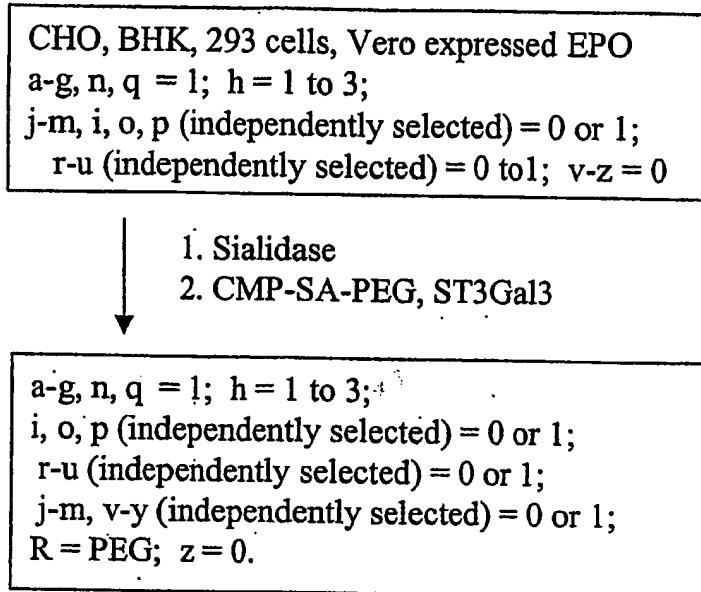 CHO, BHK, 293 cells, Vero expressed EPO
a-g, n, q = 1; h = 1 to 3;
j-m, i, o, p (independently selected) = 0 or 1;
r-u (independently selected) = 0 to1; v-z = 0
1. Sialidase
2. CMP-SA-PEG, ST3Gal3
a-g, n, q = 1; h = 1 to 3;
i, o, p (independently selected) = 0 or 1;
r-u (independently selected) = 0 or 1;
j-m, v-y (independently selected) = 0 or 1;
R = PEG; z = 0.